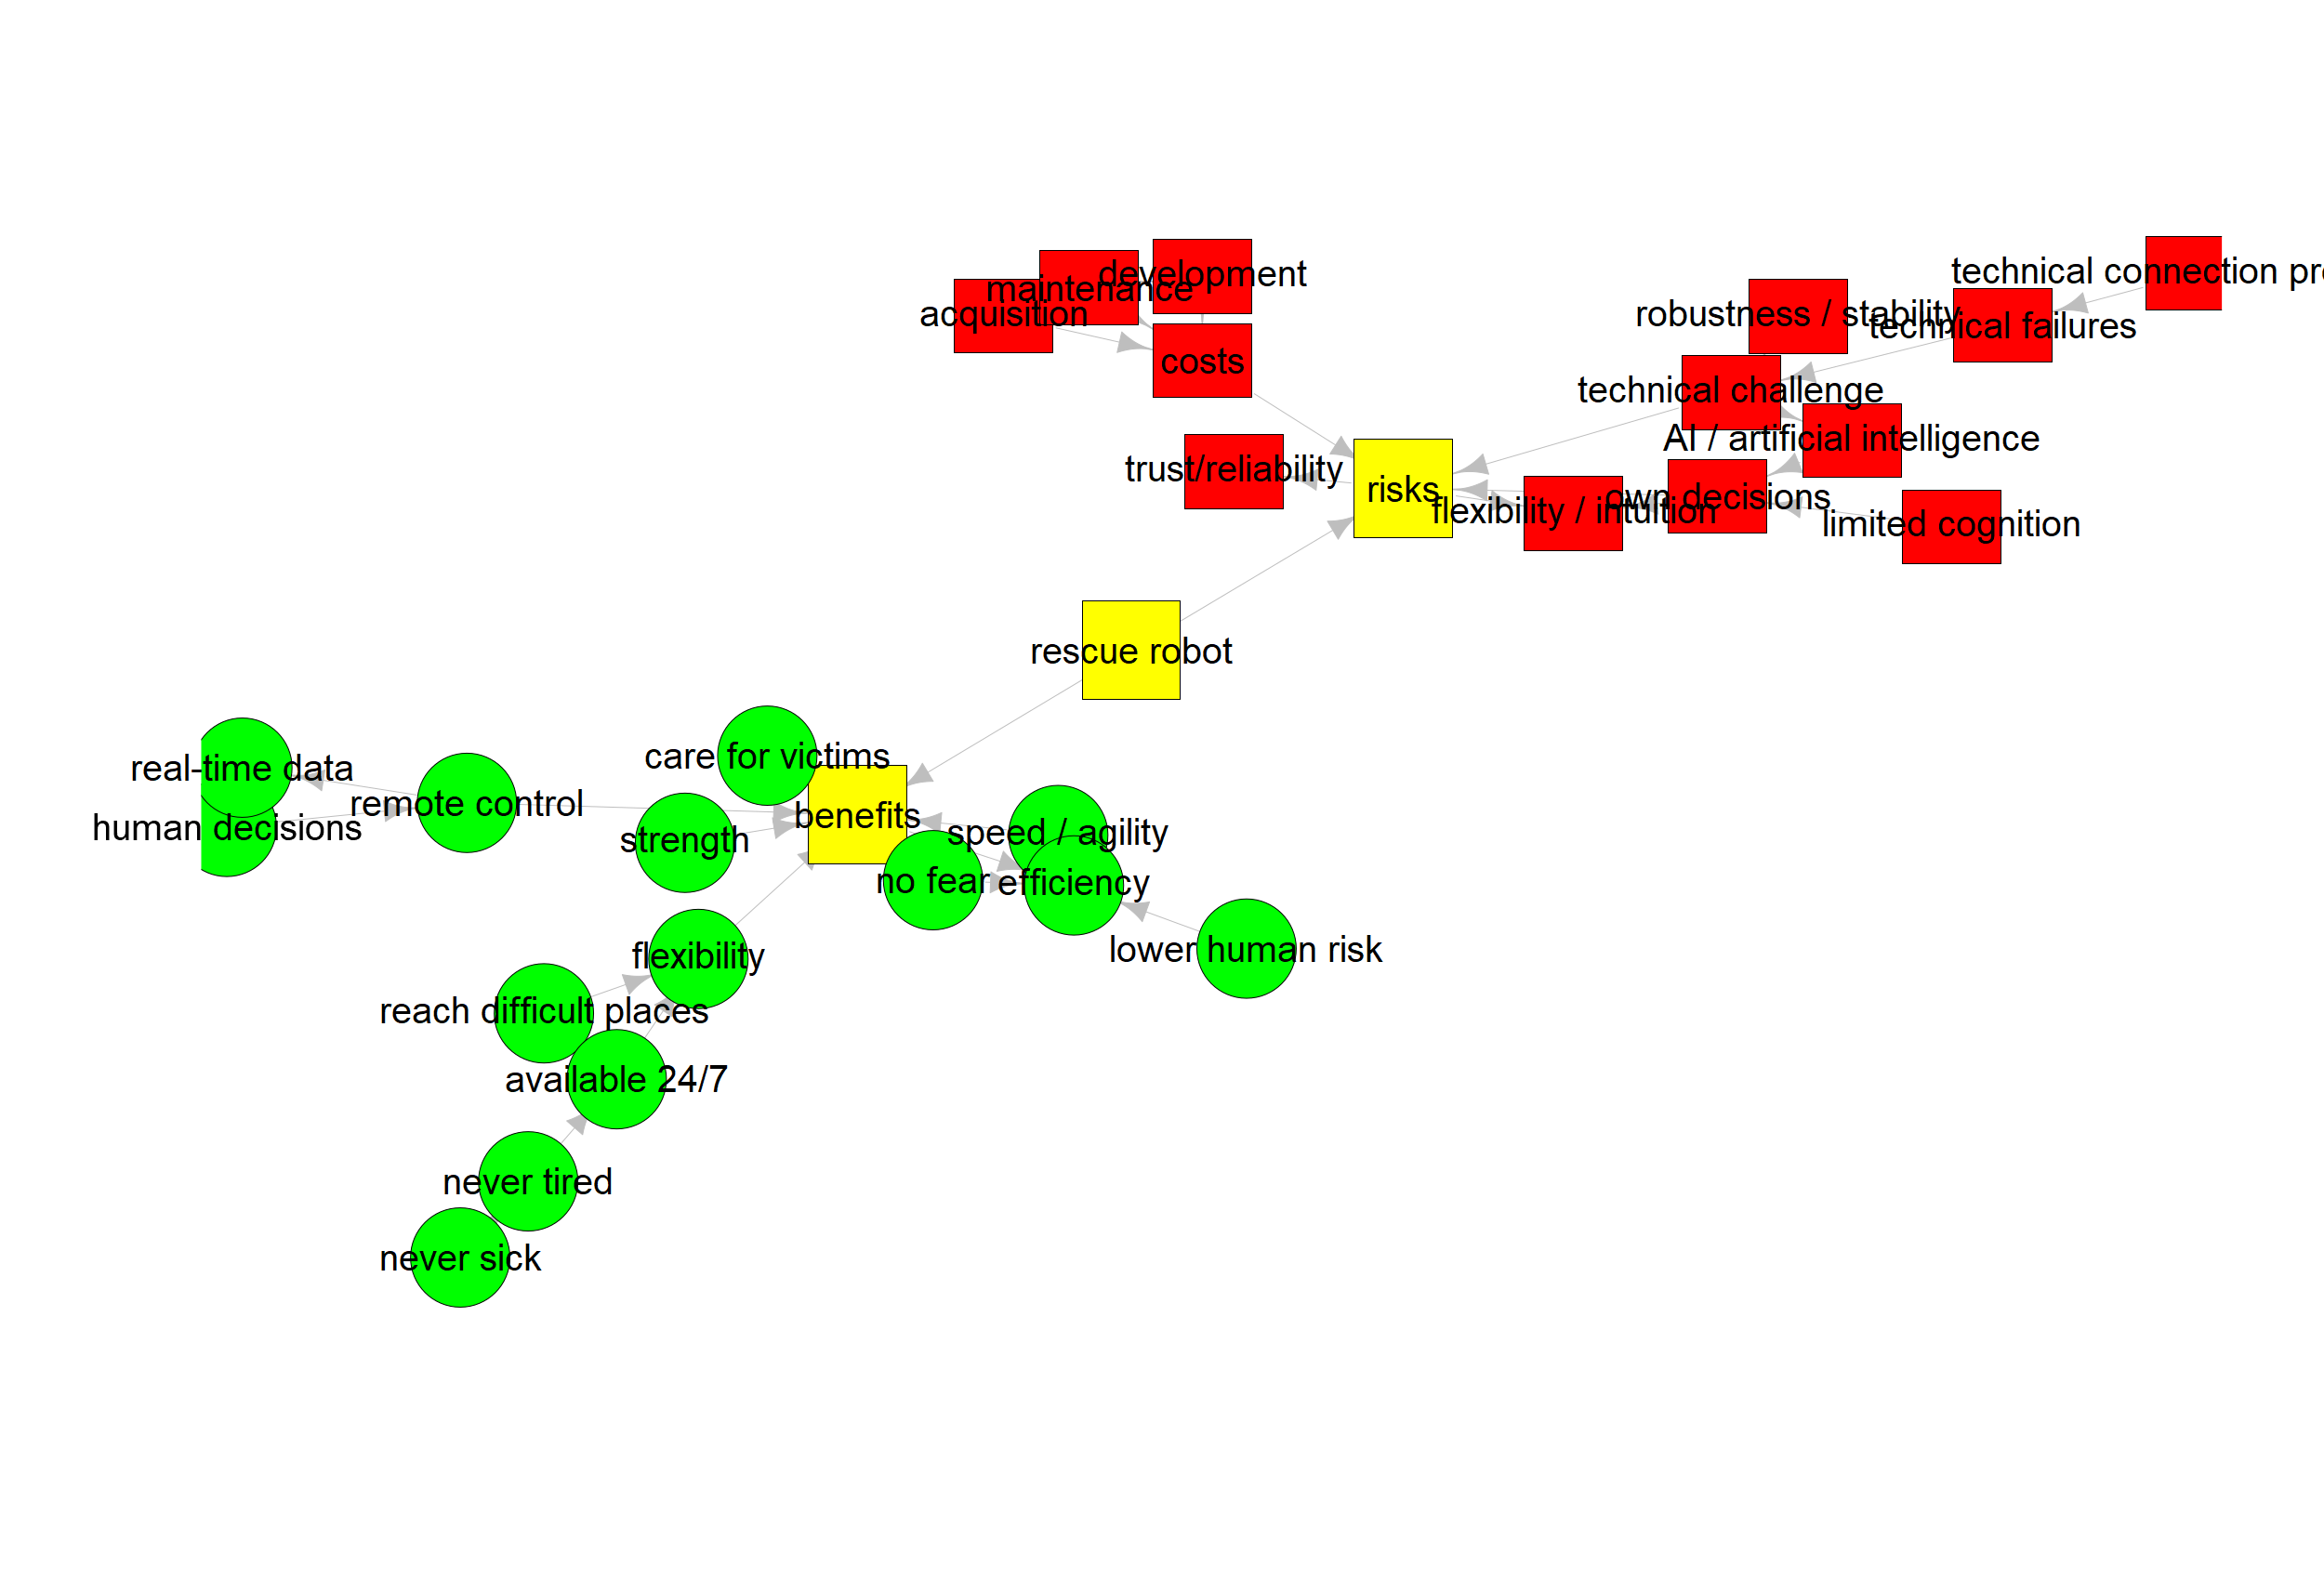 development
technical connection pro
maintenance
acquisition
robustness / stability
technical failures
costs
technical challenge
AI / artificial intelligence
trust/reliability
risks
own decisions
flexibility / intuition
limited cognition
rescue robot
care for victims
real-time data
remote control
benefits
human decisions
strength
speed / agility
no fear
efficiency
flexibility
lower human risk
reach difficult places
available 24/7
never tired
never sick